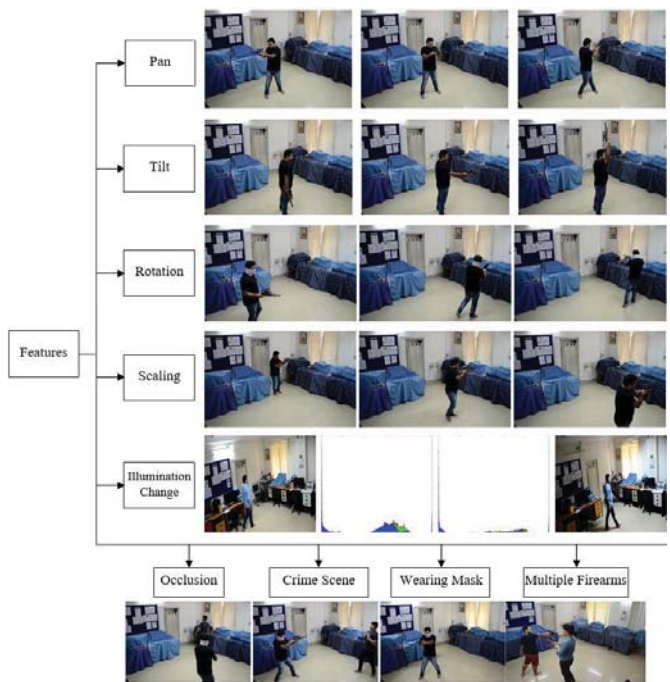 Pan
Tilt
Rotation
Features
Scaling
Illumination
Change
Occlusion
Crime Scene
Wearing Mask
Multiple Firearms